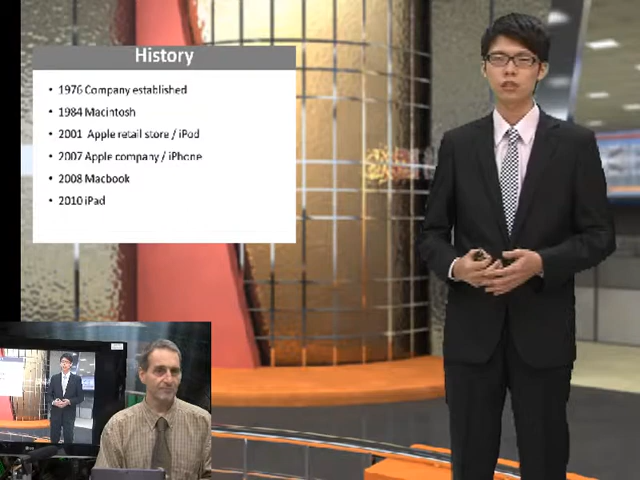 History
• 1976 Company established
• 1984 Macintosh
• 2001 Apple retail store / iPod
• 2007 Apple company / iPhone
• 2008 Macbook
• 2010 iPad